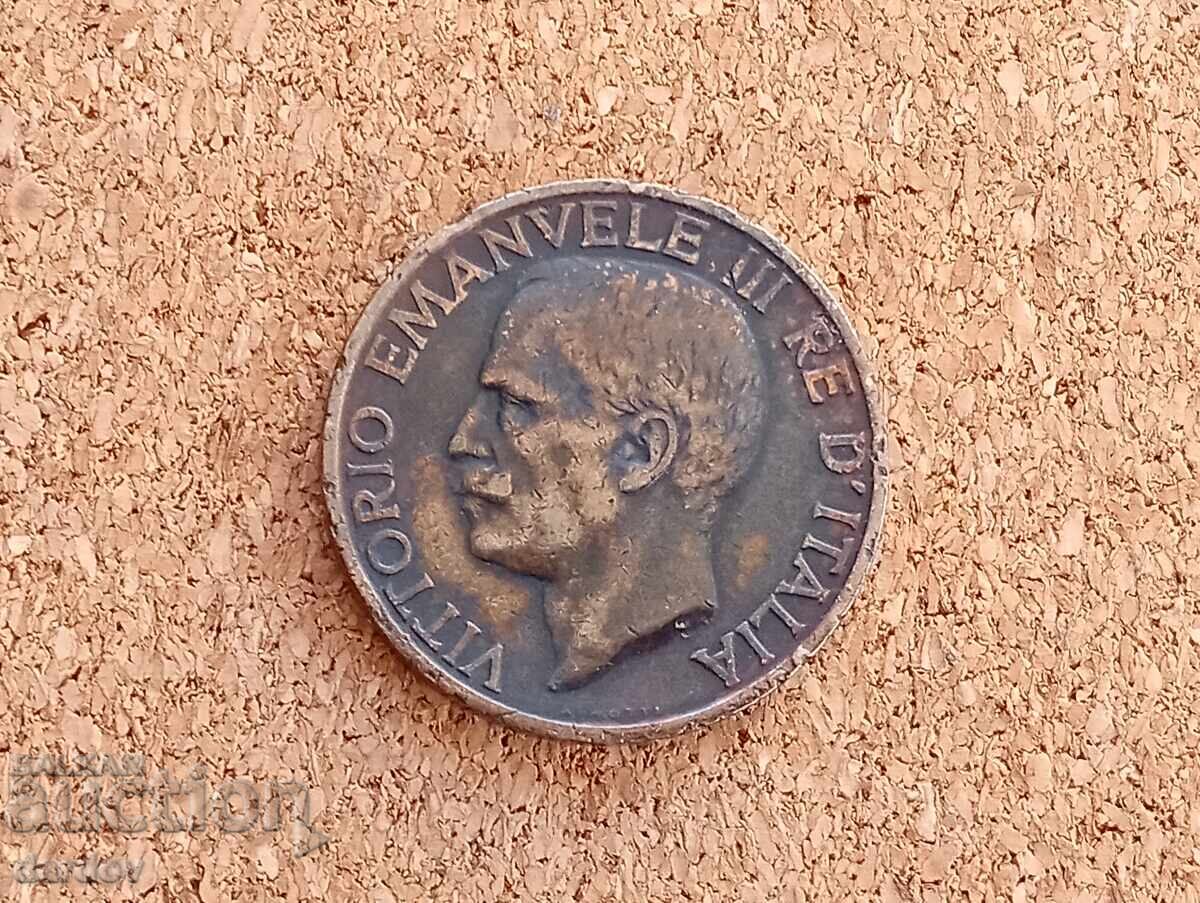 VITTORIO EMANVELE III RE D'ITALIA
BALKAN
auction
dardov